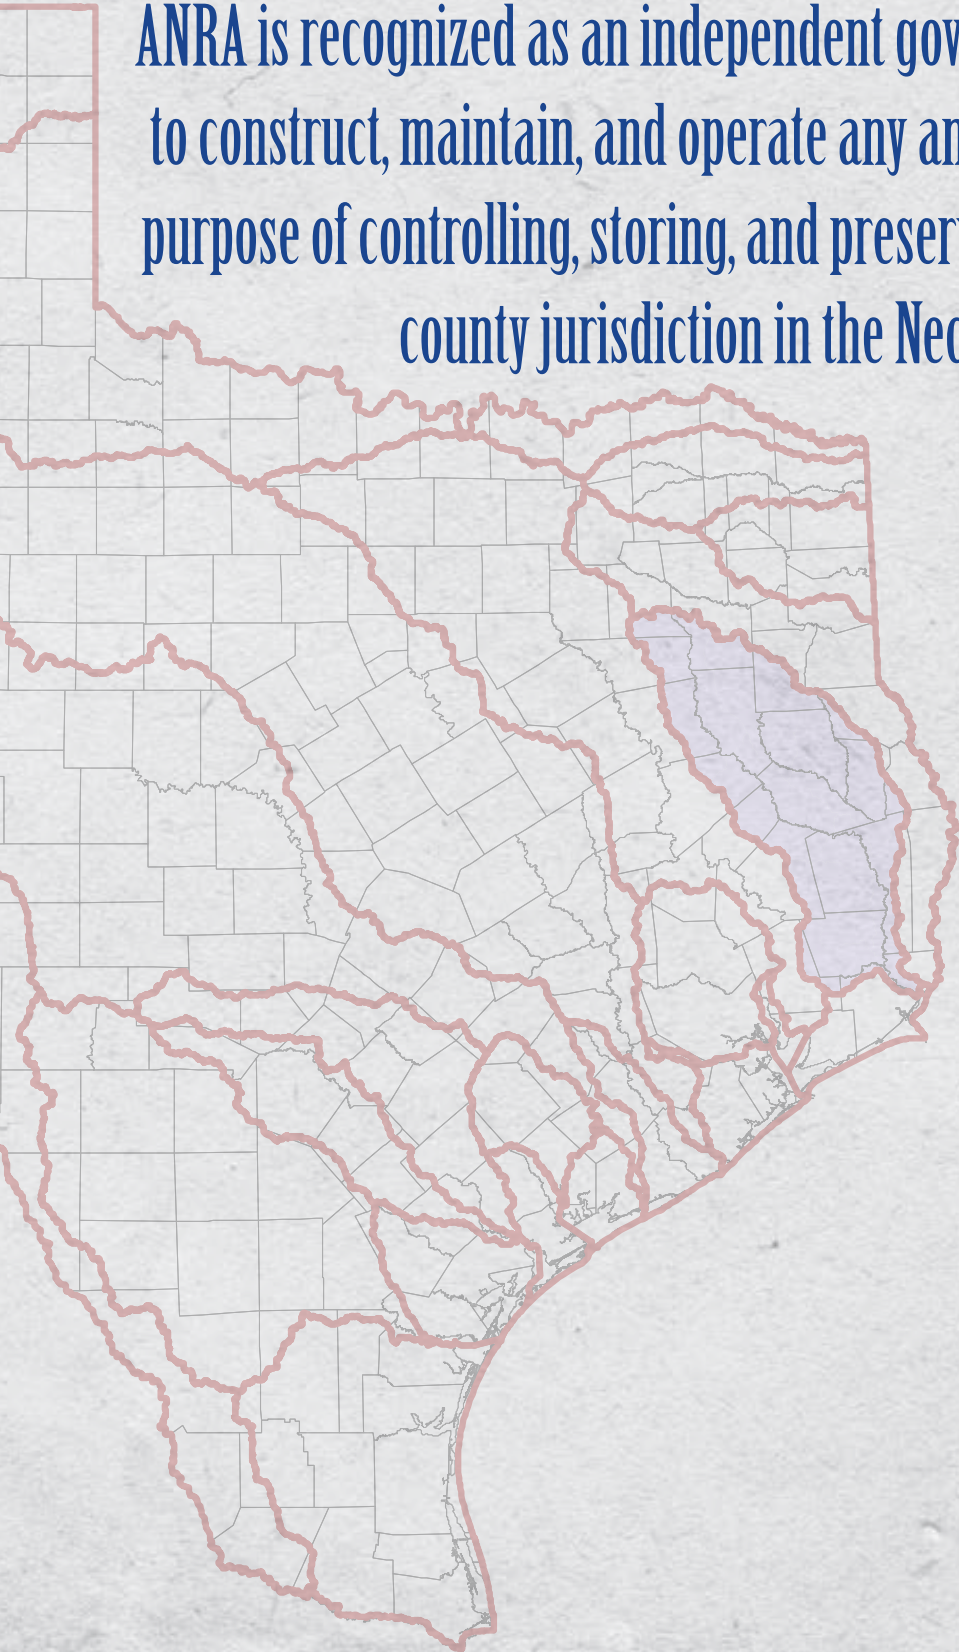 ANRA is recognized as an independent gov
to construct, maintain, and operate any an
purpose of controlling, storing, and preserv
county jurisdiction in the Nec